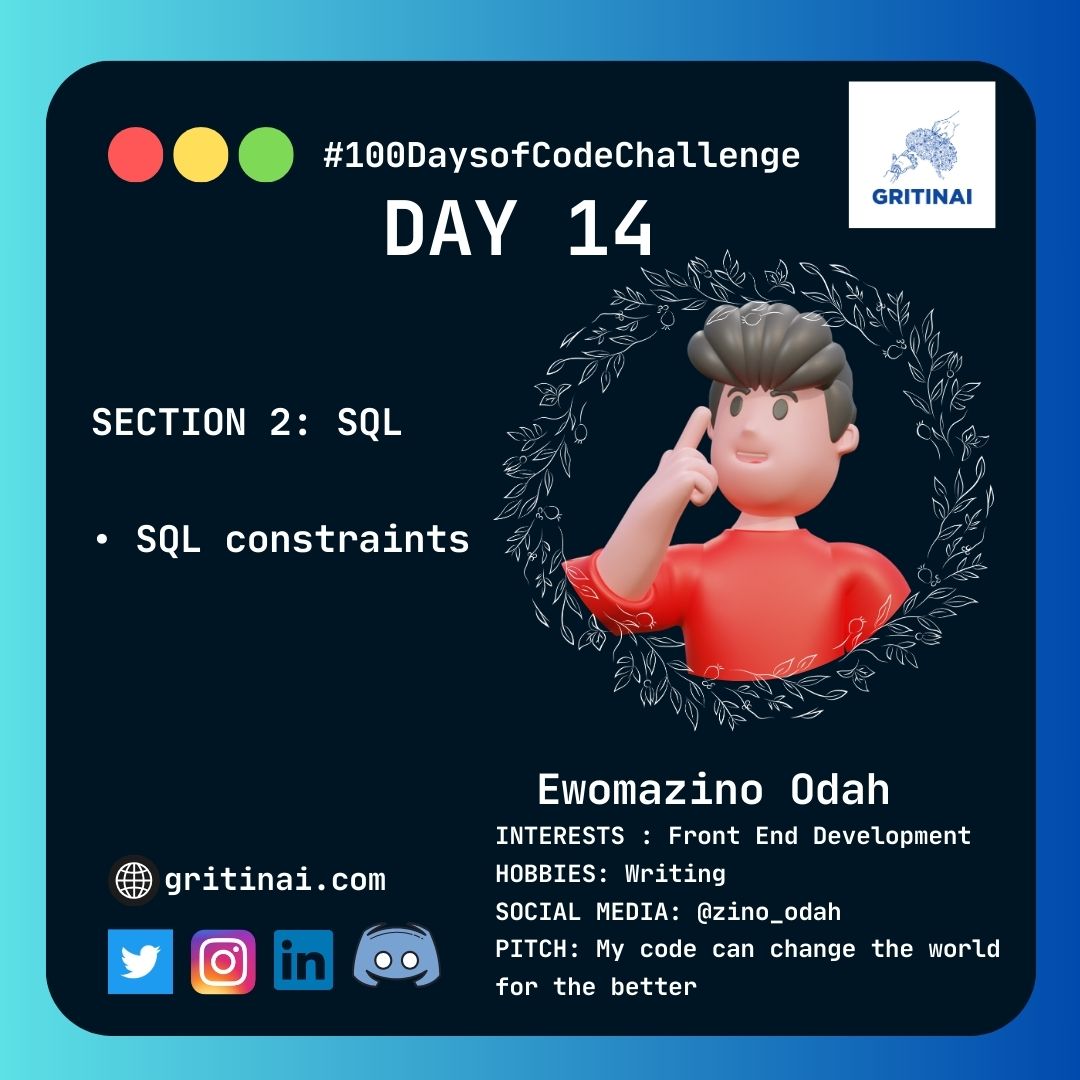 #100DaysofCodeChallenge
DAY 14
GRITINAI
SECTION 2: SQL
• SQL constraints
Ewomazino Odah
INTERESTS : Front End Development
HOBBIES: Writing
SOCIAL MEDIA: @zino_odah
PITCH: My code can change the world
for the better
gritinai.com
in